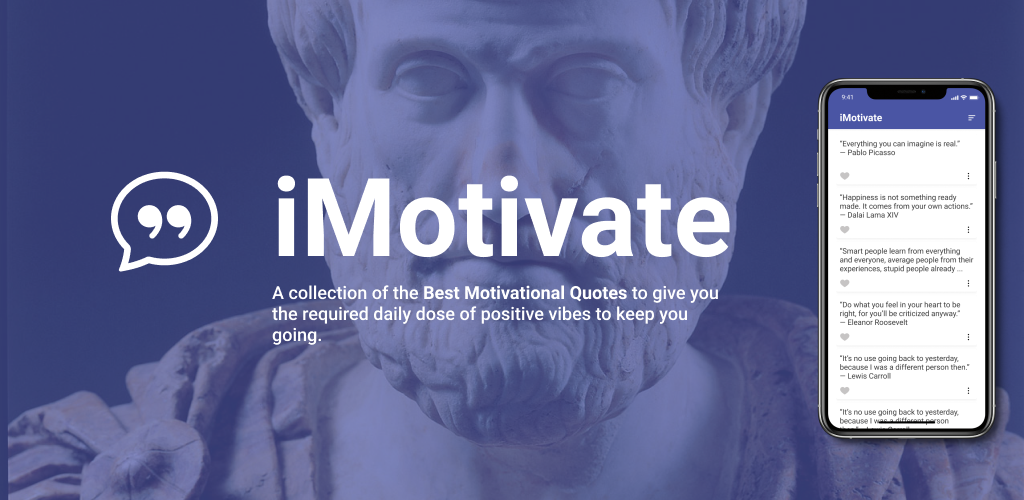 iMotivate
A collection of the Best Motivational Quotes to give you
the required daily dose of positive vibes to keep you
going.
9:41
iMotivate
“Everything you can imagine is real.”
— Pablo Picasso
“Happiness is not something ready
made. It comes from your own actions.”
— Dalai Lama XIV
“Smart people learn from everything
and everyone, average people from their
experiences, stupid people already ...
“Do what you feel in your heart to be
right, for you’ll be criticized anyway.”
— Eleanor Roosevelt
“It’s no use going back to yesterday,
because I was a different person then.”
— Lewis Carroll
“It’s no use going back to yesterday,
because I was a different person